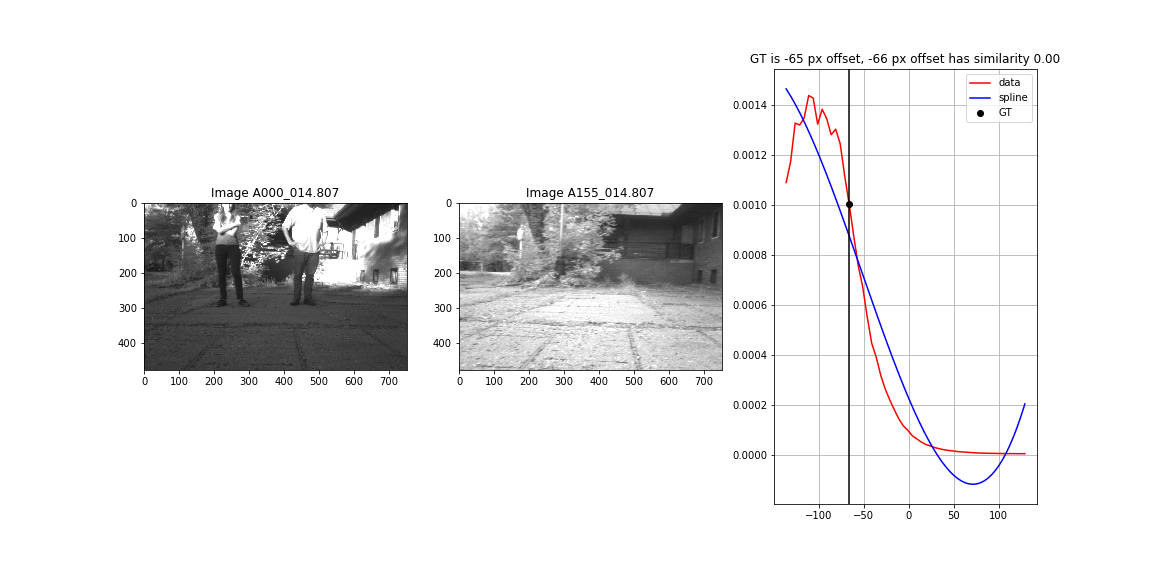 GT is -65 px offset, -66 px offset has similarity 0.00
data
spline
GT
0.0014
0.0012
0.0010
0.0008
0.0006
0.0004
0.0002
0.0000
−100 −50 0 50 100
Image A000_014.807
0
100
200
300
400
0 100 200 300 400 500 600 700
Image A155_014.807
0
100
200
300
400
0 100 200 300 400 500 600 700